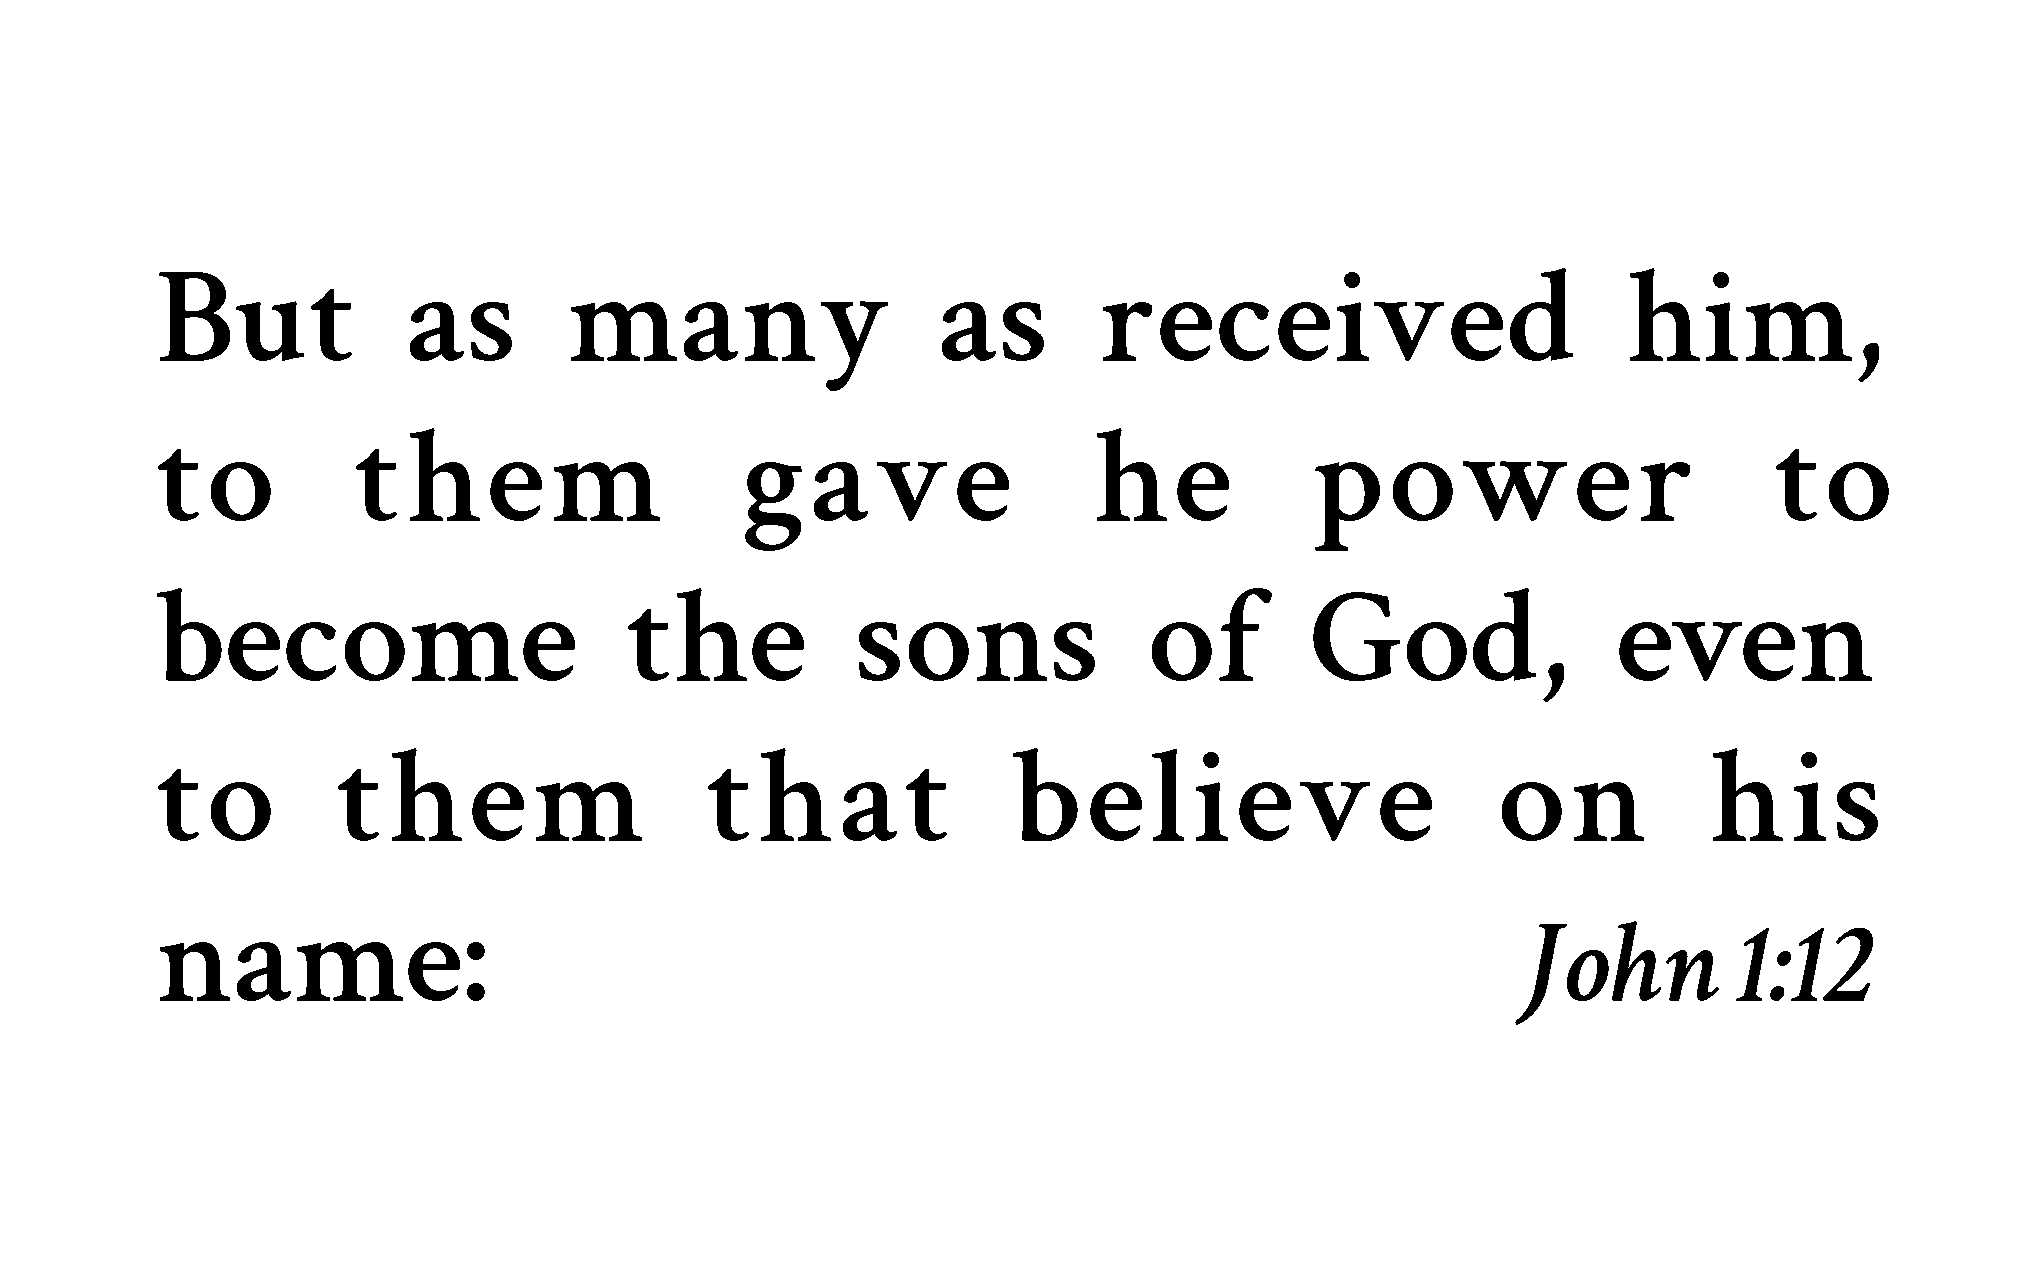 But as many as received him,
to them gave he power to
become the sons of God, even
to them that believe on his
name: John 1:12